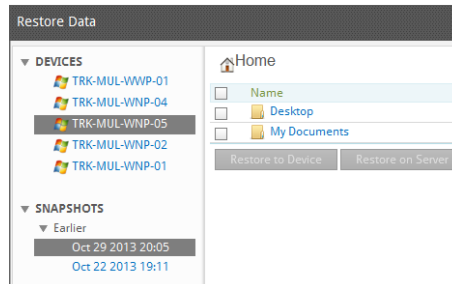 Restore Data
DEVICES
TRK-MUL-WWP-01
TRK-MUL-WNP-04
TRK-MUL-WNP-05
TRK-MUL-WNP-02
TRK-MUL-WNP-01
SNAPSHOTS
Earlier
Oct 29 2013 20:05
Oct 22 2013 19:11
Home
Name
Desktop
My Documents
Restore to Device Restore on Server